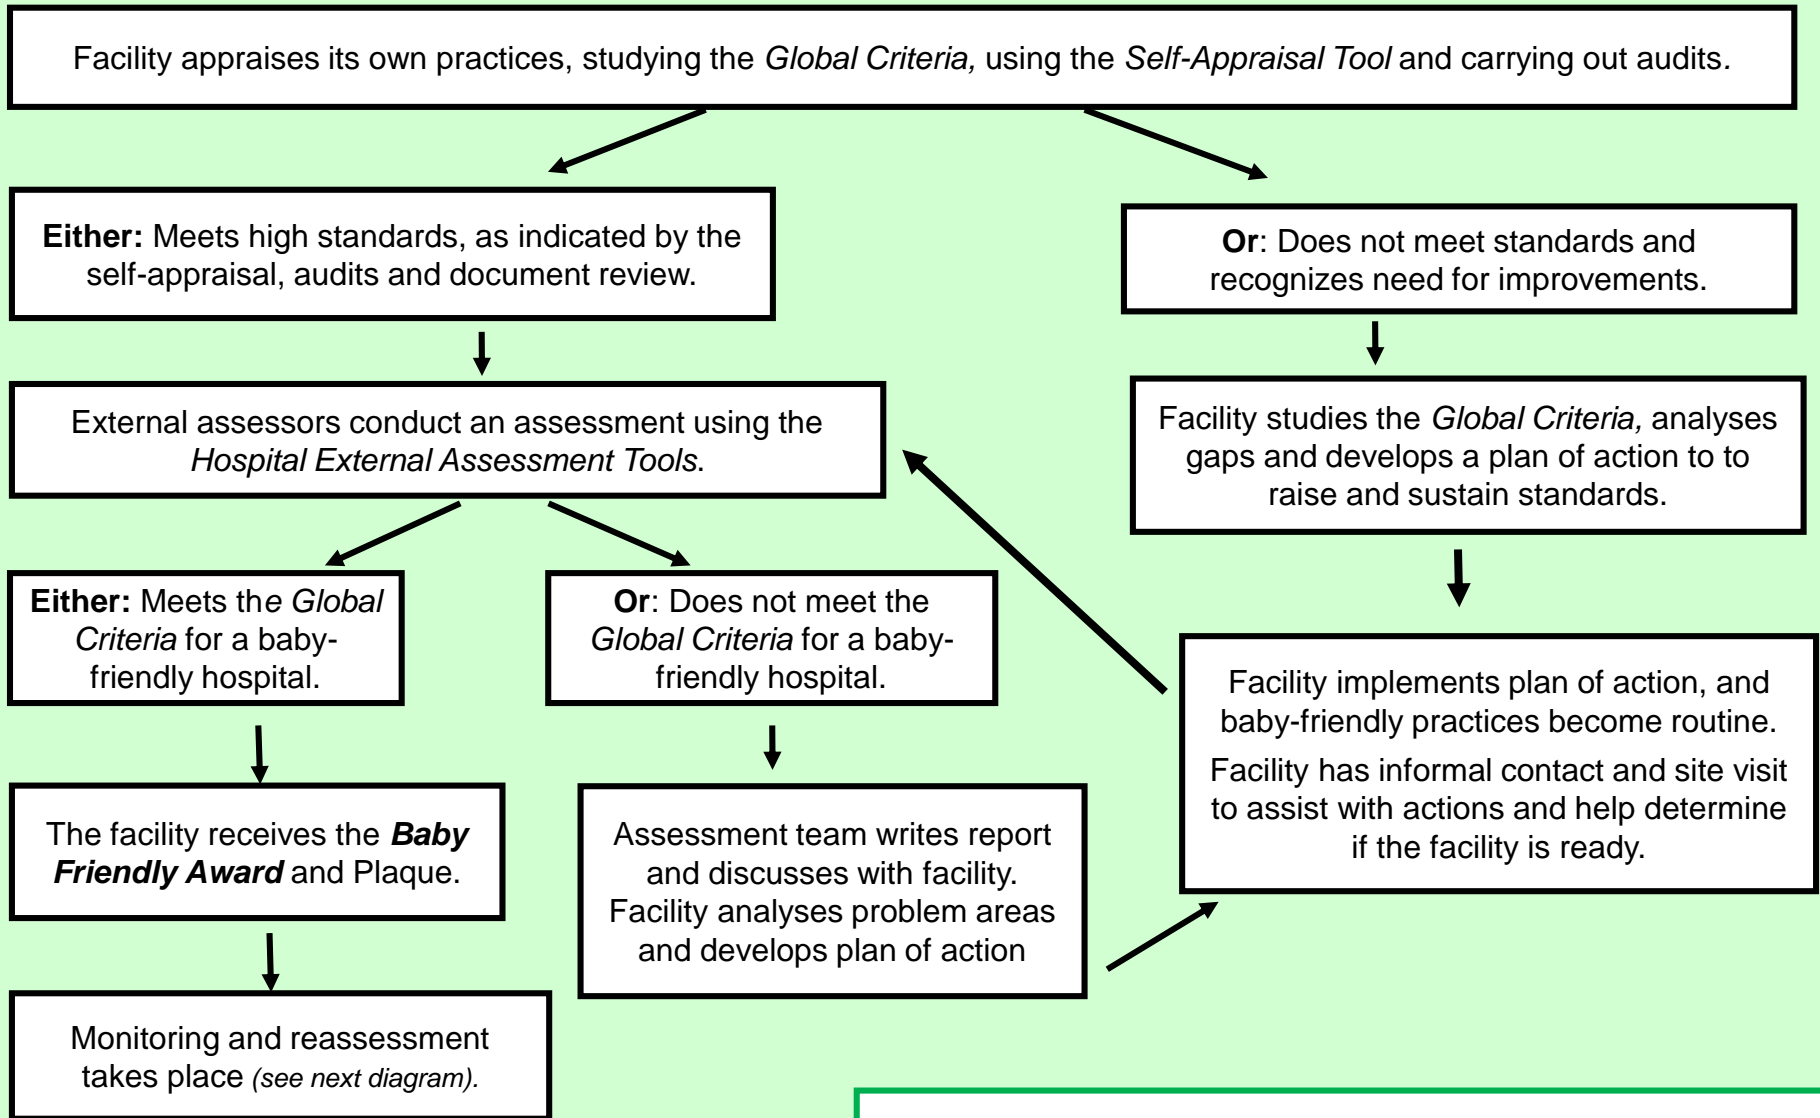 Facility appraises its own practices, studying the Global Criteria, using the Self-Appraisal Tool and carrying out audits.
Either: Meets high standards, as indicated by the
self-appraisal, audits and document review.
Or: Does not meet standards and
recognizes need for improvements.
External assessors conduct an assessment using the
Hospital External Assessment Tools.
Facility studies the Global Criteria, analyses
gaps and develops a plan of action to to
raise and sustain standards.
Either: Meets the Global
Criteria for a baby-
friendly hospital.
Or: Does not meet the
Global Criteria for a baby-
friendly hospital.
Facility implements plan of action, and
baby-friendly practices become routine.
Facility has informal contact and site visit
to assist with actions and help determine
if the facility is ready.
The facility receives the Baby
Friendly Award and Plaque.
Assessment team writes report
and discusses with facility.
Facility analyses problem areas
and develops plan of action
Monitoring and reassessment
takes place (see next diagram).